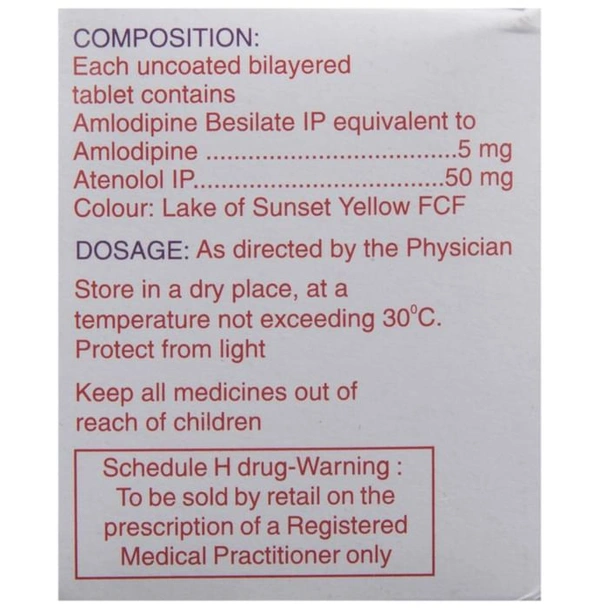 COMPOSITION:
Each uncoated bilayered
tablet contains
Amlodipine Besilate IP equivalent to
Amlodipine ....................................5 mg
Atenolol IP....................................50 mg
Colour: Lake of Sunset Yellow FCF
DOSAGE: As directed by the Physician
Store in a dry place, at a
temperature not exceeding 30⁰C.
Protect from light
Keep all medicines out of
reach of children
Schedule H drug-Warning :
To be sold by retail on the
prescription of a Registered
Medical Practitioner only